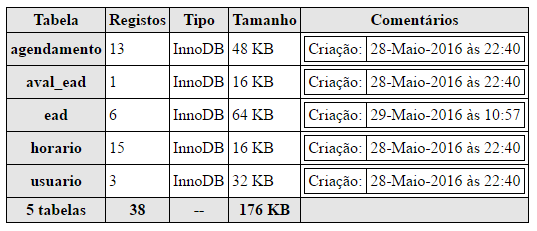 Tabela Registos Tipo Tamanho Comentários
agendamento 13 InnoDB 48 KB Criação: 28-Maio-2016 às 22:40
aval_ead 1 InnoDB 16 KB Criação: 28-Maio-2016 às 22:40
ead 6 InnoDB 64 KB Criação: 29-Maio-2016 às 10:57
horario 15 InnoDB 16 KB Criação: 28-Maio-2016 às 22:40
usuario 3 InnoDB 32 KB Criação: 28-Maio-2016 às 22:40
5 tabelas 38 -- 176 KB